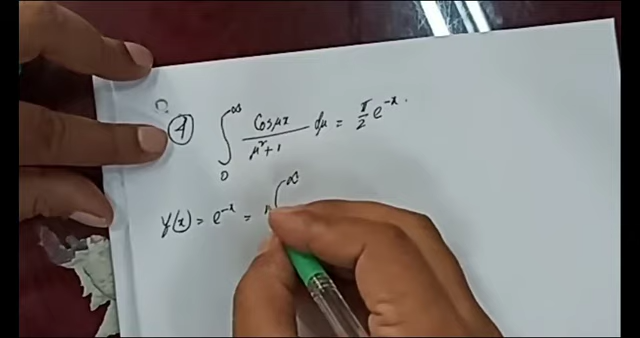 ④ ∫₀^∞ cos μx / (μ²+1) dμ = π/2 e^{-x}.
f(x) = e^{-x} = ∫^∞